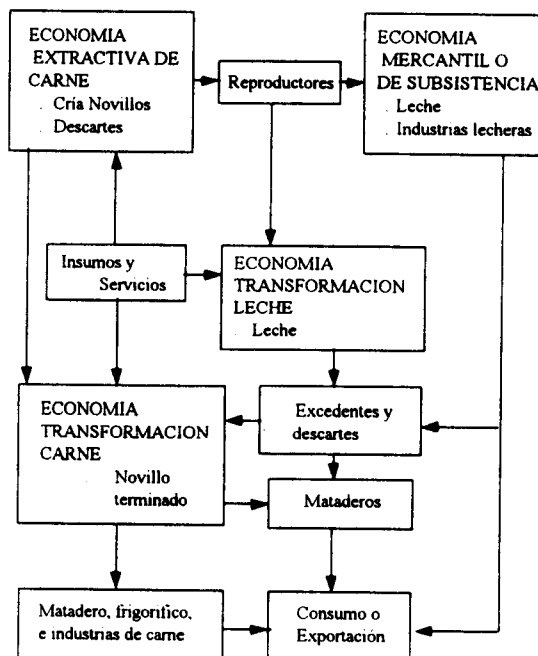 ECONOMIA
EXTRACTIVA DE
CARNE
. Cría Novillos
. Descartes
Reproductores
ECONOMIA
MERCANTIL O
DE SUBSISTENCIA
. Leche
. Industrias lecheras
Insumos y
Servicios
ECONOMIA
TRANSFORMACION
LECHE
Leche
ECONOMIA
TRANSFORMACION
CARNE
Novillo
terminado
Excedentes y
descartes
Mataderos
Matadero, frigorifico,
e industrias de carne
Consumo o
Exportación